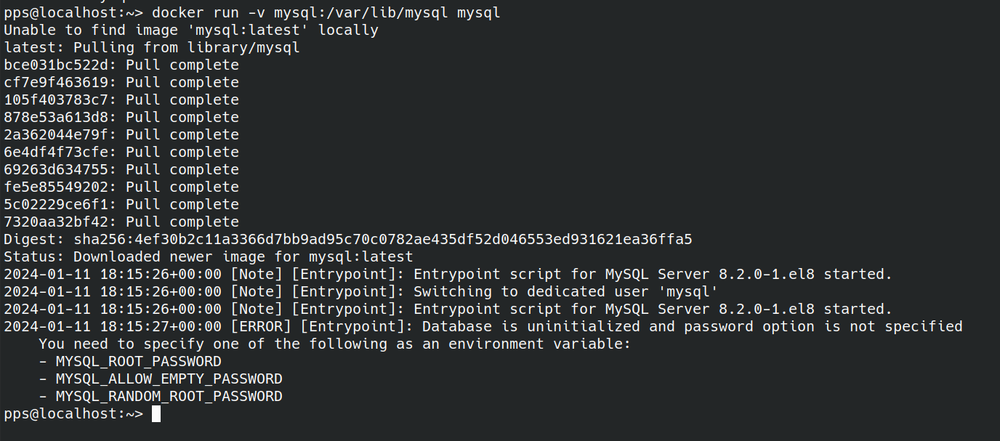 pps@localhost:~> docker run -v mysql:/var/lib/mysql mysql
Unable to find image 'mysql:latest' locally
latest: Pulling from library/mysql
bce031bc522d: Pull complete
cf7e9f463619: Pull complete
105f403783c7: Pull complete
878e53a613d8: Pull complete
2a362044e79f: Pull complete
6e4df4f73cfe: Pull complete
69263d634755: Pull complete
fe5e85549202: Pull complete
5c02229ce6f1: Pull complete
7320aa32bf42: Pull complete
Digest: sha256:4ef30b2c11a3366d7bb9ad95c70c0782ae435df52d046553ed931621ea36ffa5
Status: Downloaded newer image for mysql:latest
2024-01-11 18:15:26+00:00 [Note] [Entrypoint]: Entrypoint script for MySQL Server 8.2.0-1.el8 started.
2024-01-11 18:15:26+00:00 [Note] [Entrypoint]: Switching to dedicated user 'mysql'
2024-01-11 18:15:26+00:00 [Note] [Entrypoint]: Entrypoint script for MySQL Server 8.2.0-1.el8 started.
2024-01-11 18:15:27+00:00 [ERROR] [Entrypoint]: Database is uninitialized and password option is not specified
    You need to specify one of the following as an environment variable:
    - MYSQL_ROOT_PASSWORD
    - MYSQL_ALLOW_EMPTY_PASSWORD
    - MYSQL_RANDOM_ROOT_PASSWORD
pps@localhost:~>